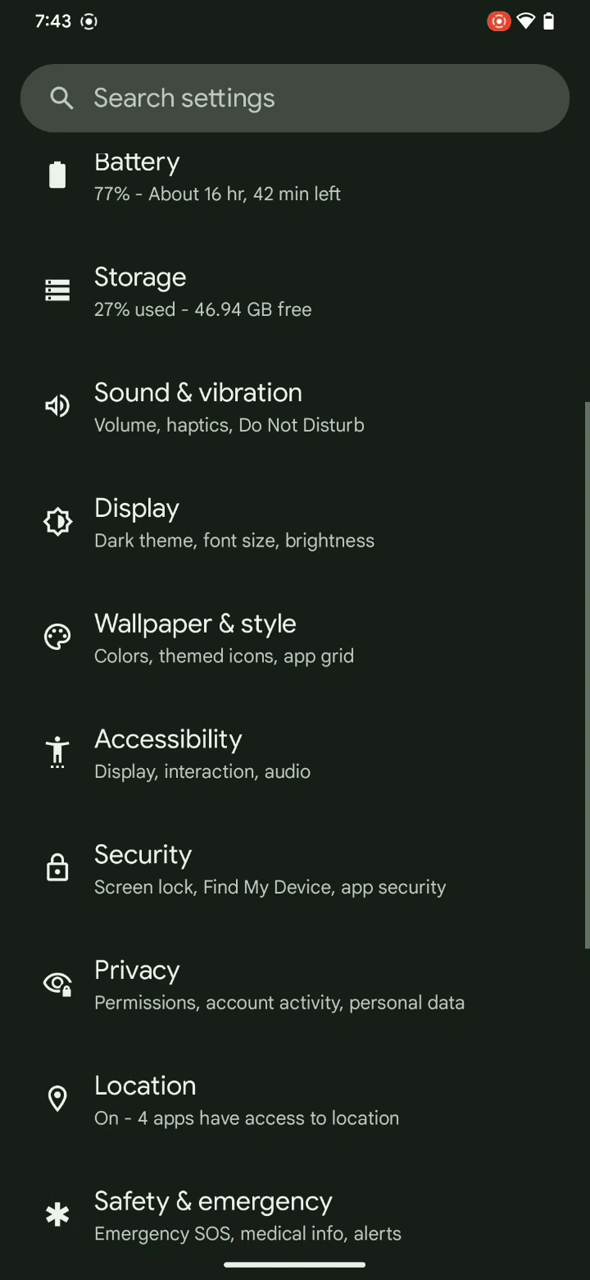 7:43
Search settings
Battery
77% - About 16 hr, 42 min left
Storage
27% used - 46.94 GB free
Sound & vibration
Volume, haptics, Do Not Disturb
Display
Dark theme, font size, brightness
Wallpaper & style
Colors, themed icons, app grid
Accessibility
Display, interaction, audio
Security
Screen lock, Find My Device, app security
Privacy
Permissions, account activity, personal data
Location
On - 4 apps have access to location
Safety & emergency
Emergency SOS, medical info, alerts